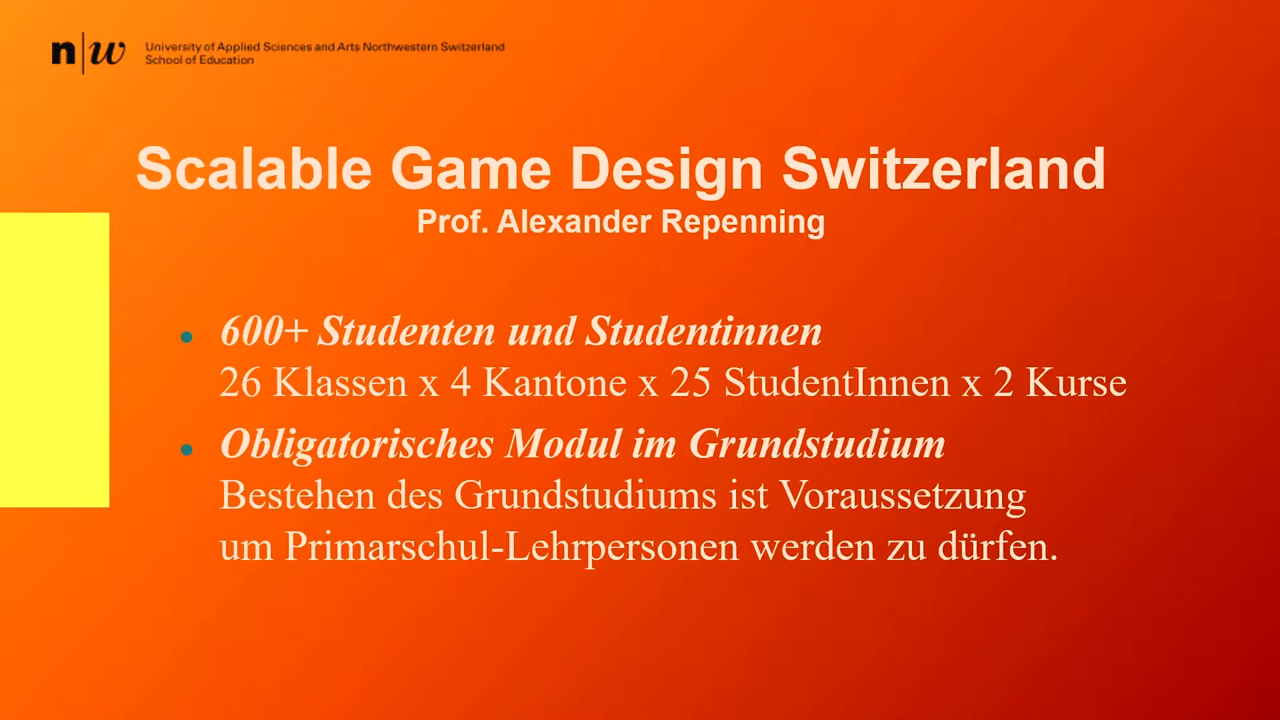 n|w University of Applied Sciences and Arts Northwestern Switzerland
School of Education
Scalable Game Design Switzerland
Prof. Alexander Repenning
• 600+ Studenten und Studentinnen
26 Klassen x 4 Kantone x 25 StudentInnen x 2 Kurse
• Obligatorisches Modul im Grundstudium
Bestehen des Grundstudiums ist Voraussetzung
um Primarschul-Lehrpersonen werden zu dürfen.